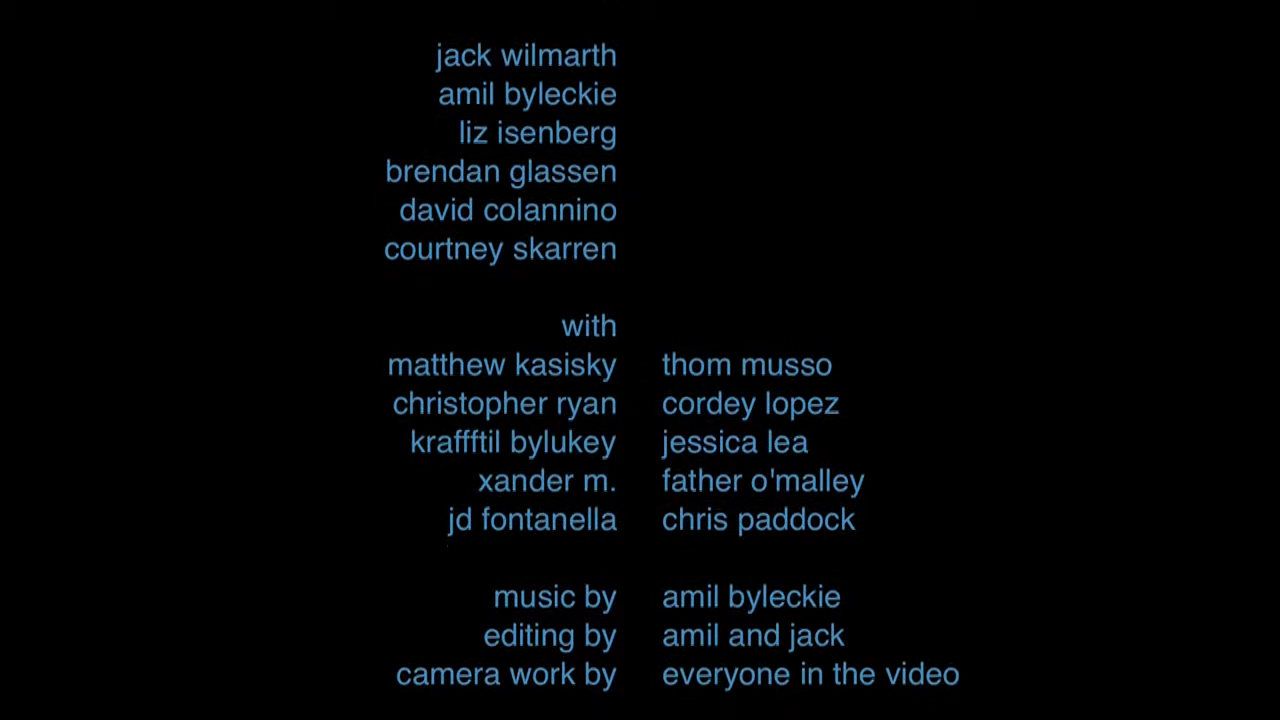 jack wilmarth
amil byleckie
liz isenberg
brendan glassen
david colannino
courtney skarren
with
matthew kasisky thom musso
christopher ryan cordey lopez
kraffftil bylukey jessica lea
xander m. father o'malley
jd fontanella chris paddock
music by amil byleckie
editing by amil and jack
camera work by everyone in the video